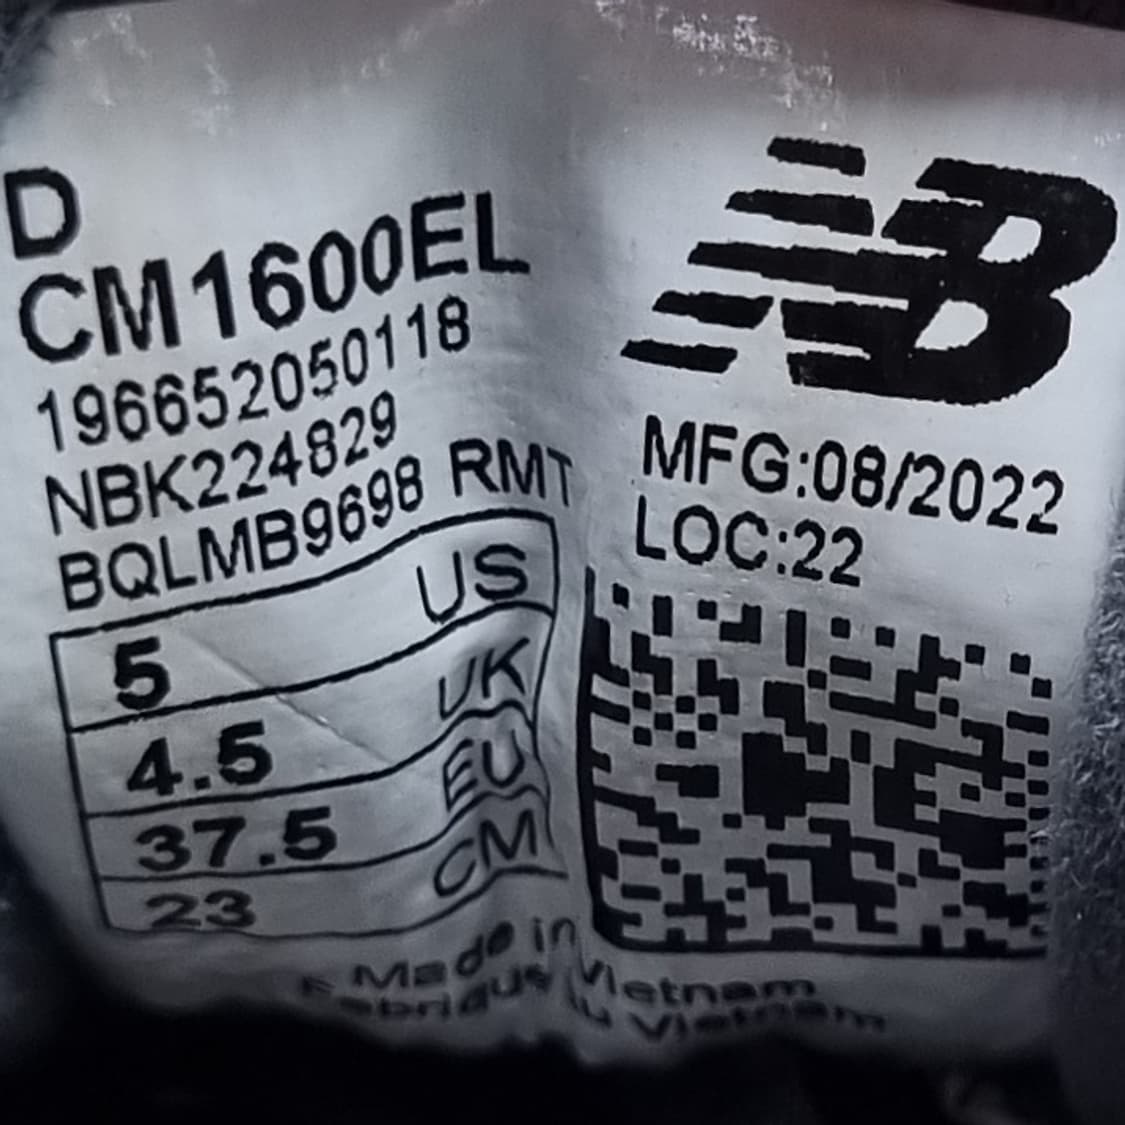 D
CM1600EL
196652050118
NBK224829
BQLMB9698 RMT
5 US
4.5 UK
37.5 EU
23 CM
NB
MFG:08/2022
LOC:22
Made in Vietnam
Fabriqué au Vietnam